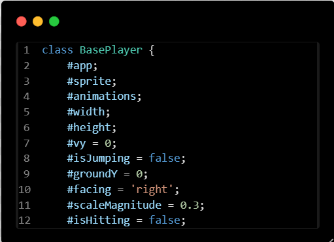 1 class BasePlayer {
2 #app;
3 #sprite;
4 #animations;
5 #width;
6 #height;
7 #vy = 0;
8 #isJumping = false;
9 #groundY = 0;
10 #facing = 'right';
11 #scaleMagnitude = 0.3;
12 #isHitting = false;